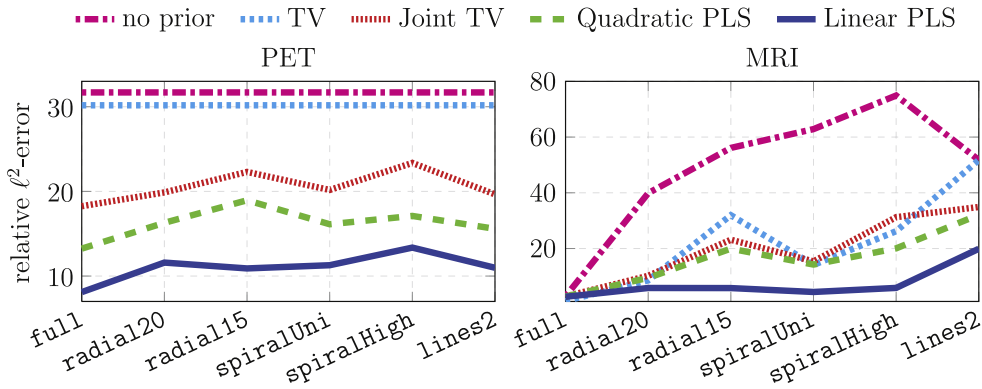 no prior TV Joint TV Quadratic PLS Linear PLS
PET
relative ℓ²-error
30
20
10
full radial20 radial15 spiralUni spiralHigh lines2
MRI
80
60
40
20
full radial20 radial15 spiralUni spiralHigh lines2